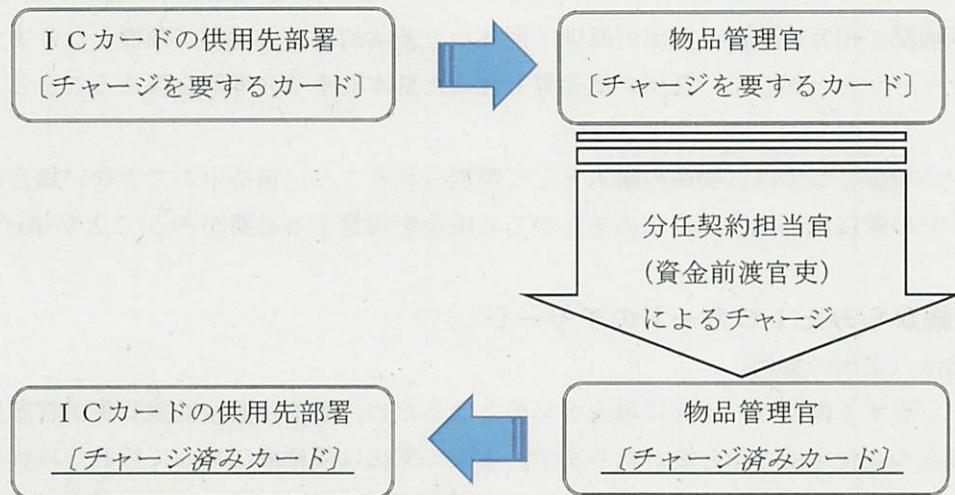 ＩＣカードの供用先部署
〔チャージを要するカード〕
物品管理官
〔チャージを要するカード〕
分任契約担当官
(資金前渡官吏)
によるチャージ
ＩＣカードの供用先部署
〔チャージ済みカード〕
物品管理官
〔チャージ済みカード〕